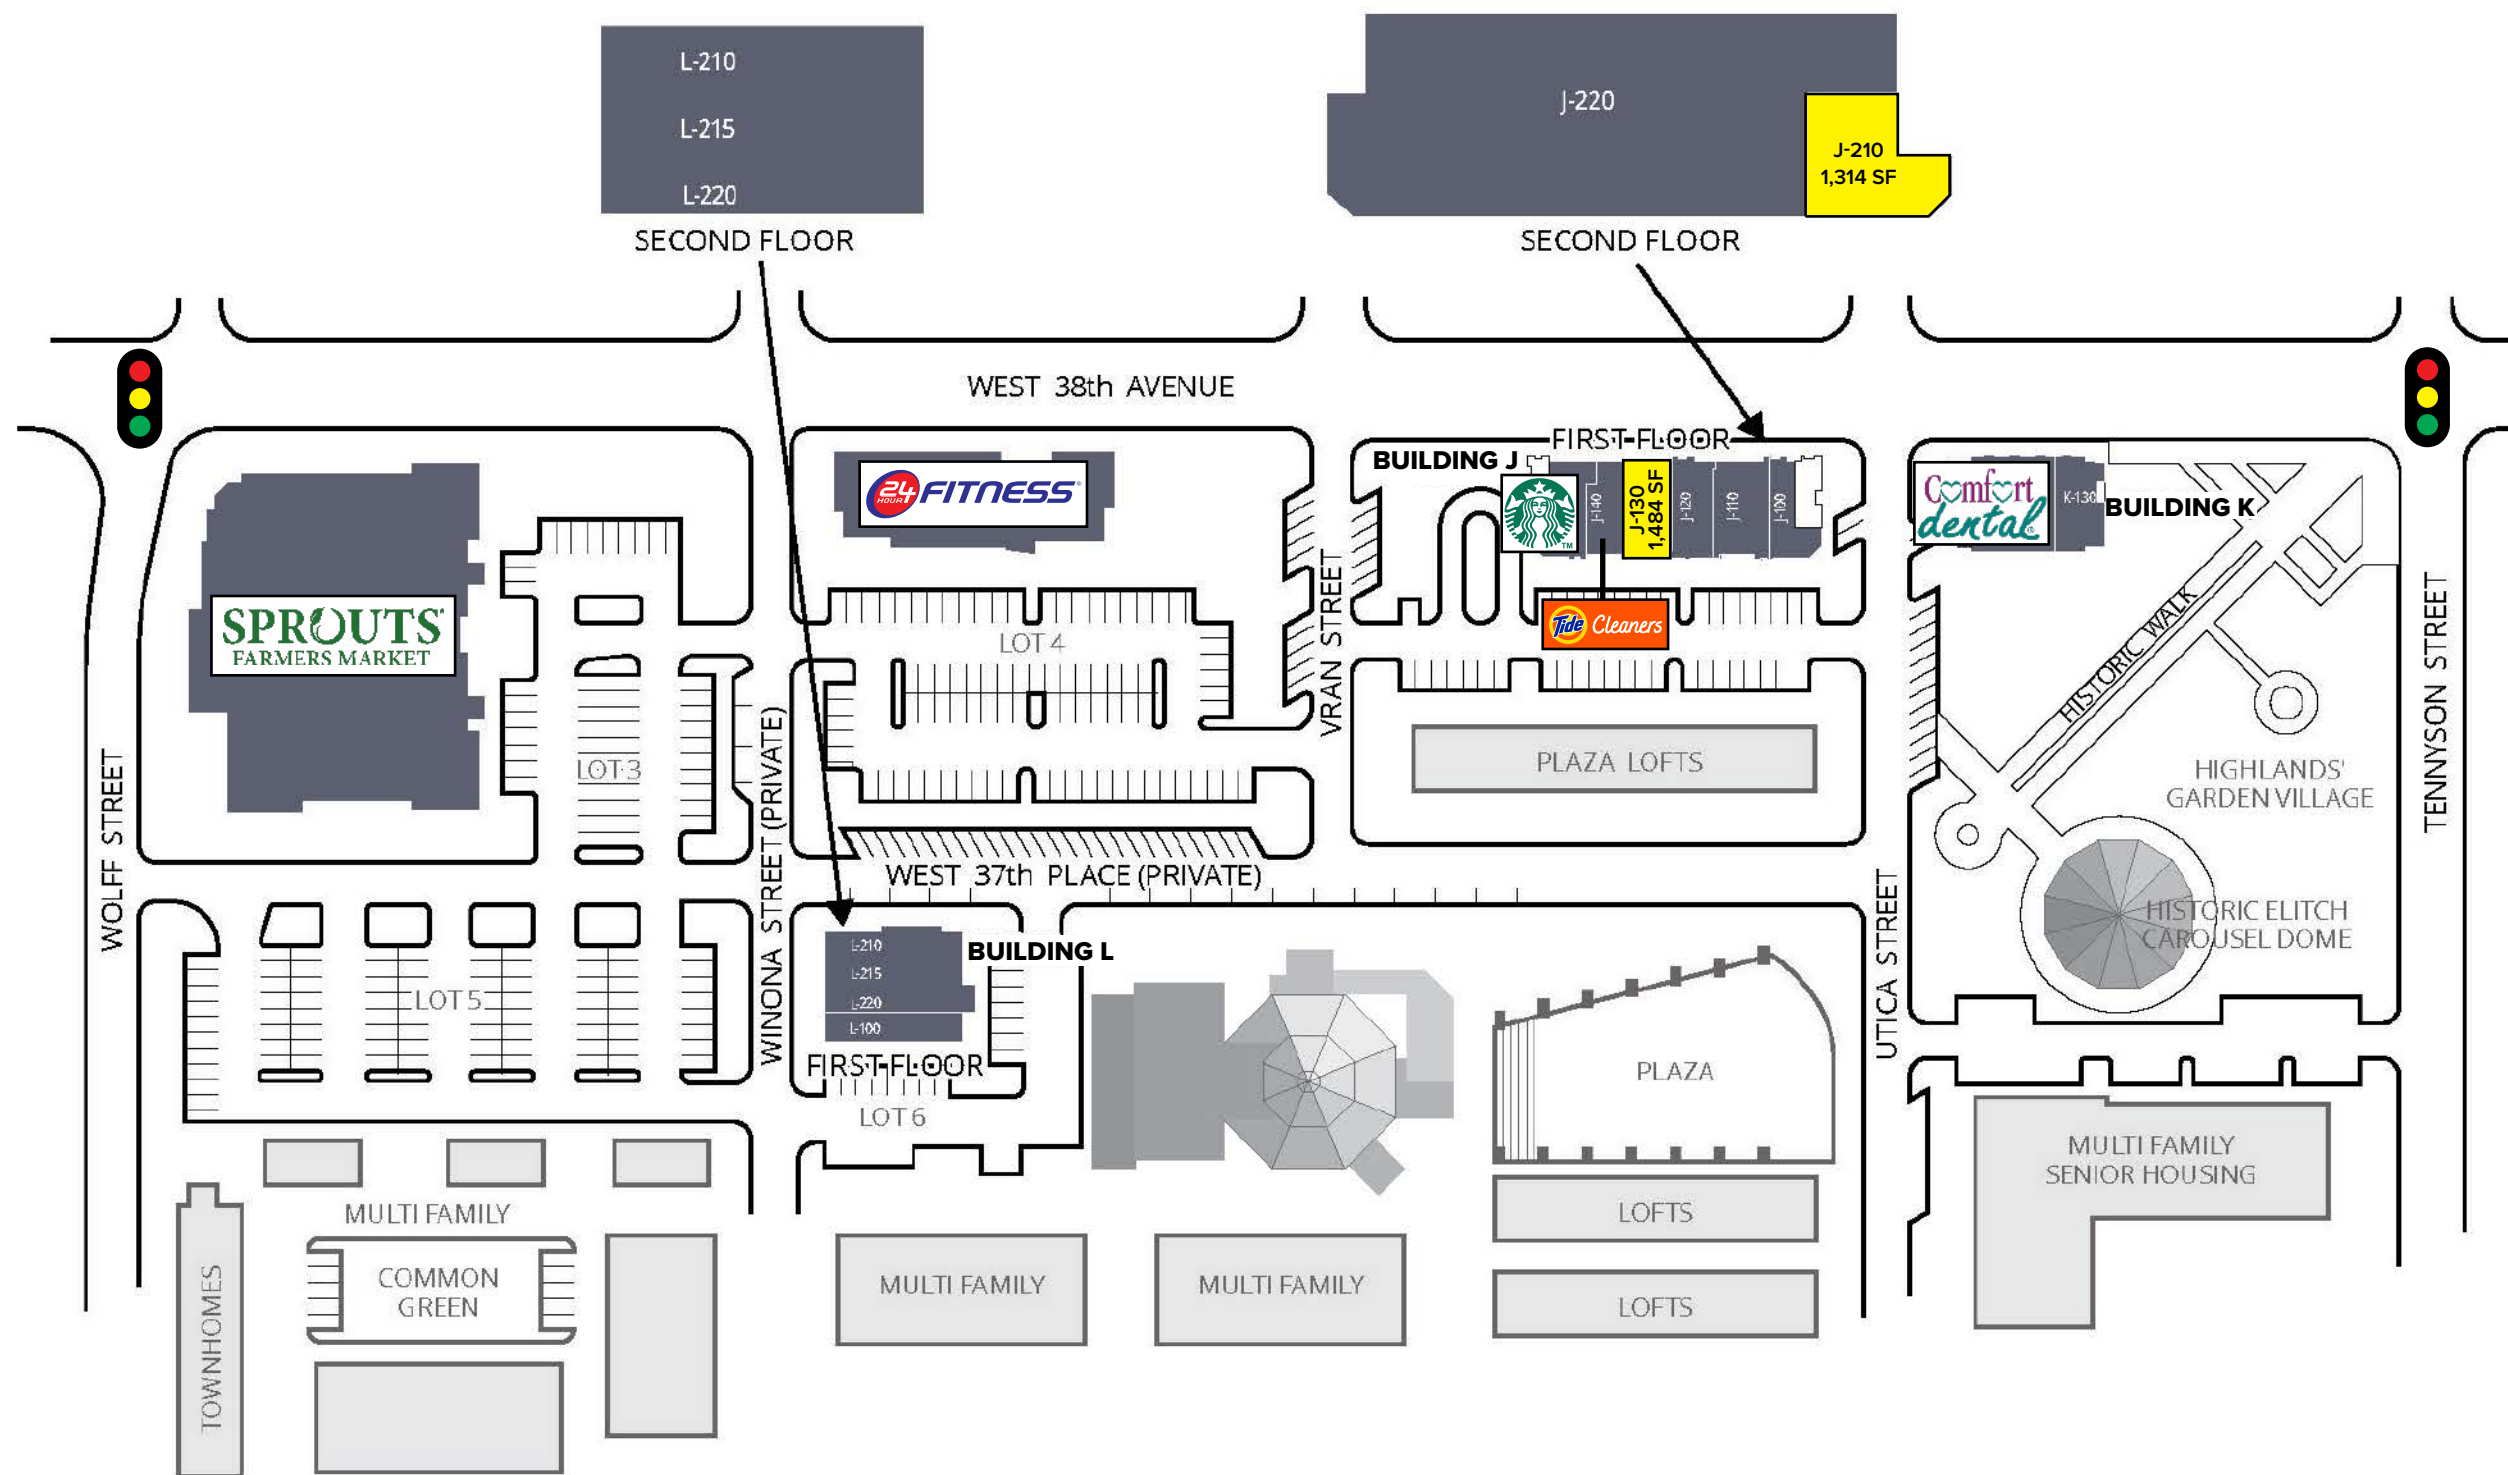 L-210
L-215
L-220
SECOND FLOOR
J-220
J-210
1,314 SF
SECOND FLOOR
WEST 38th AVENUE
24
HOUR
FITNESS
SPROUTS
FARMERS MARKET
BUILDING J
FIRST FLOOR
J-140
J-130
1,484 SF
J-120
J-110
J-100
TM
Tide Cleaners
Comfort
dental
K-130
BUILDING K
HISTORIC WALK
LOT 4
LOT 3
VRAN STREET
PLAZA LOFTS
HIGHLANDS'
GARDEN VILLAGE
TENNYSON STREET
WOLFF STREET
WINONA STREET (PRIVATE)
WEST 37th PLACE (PRIVATE)
UTICA STREET
HISTORIC ELITCH
CAROUSEL DOME
L-210
L-215
L-220
L-100
BUILDING L
FIRST FLOOR
LOT 5
LOT 6
PLAZA
MULTI FAMILY
SENIOR HOUSING
MULTI FAMILY
COMMON
GREEN
TOWNHOMES
MULTI FAMILY
MULTI FAMILY
LOFTS
LOFTS